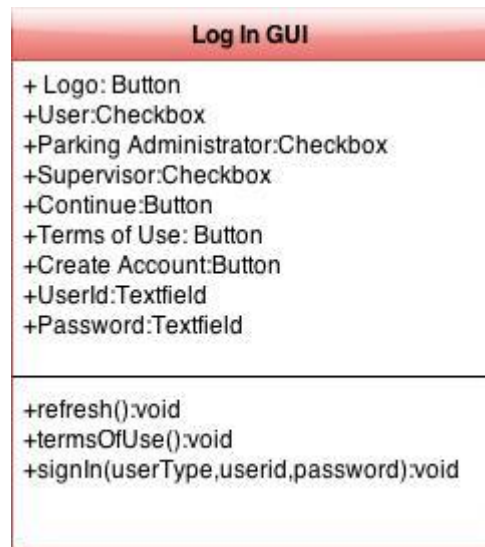 Log In GUI
+ Logo: Button
+User:Checkbox
+Parking Administrator:Checkbox
+Supervisor:Checkbox
+Continue:Button
+Terms of Use: Button
+Create Account:Button
+UserId:Textfield
+Password:Textfield
+refresh():void
+termsOfUse():void
+signIn(userType,userid,password):void